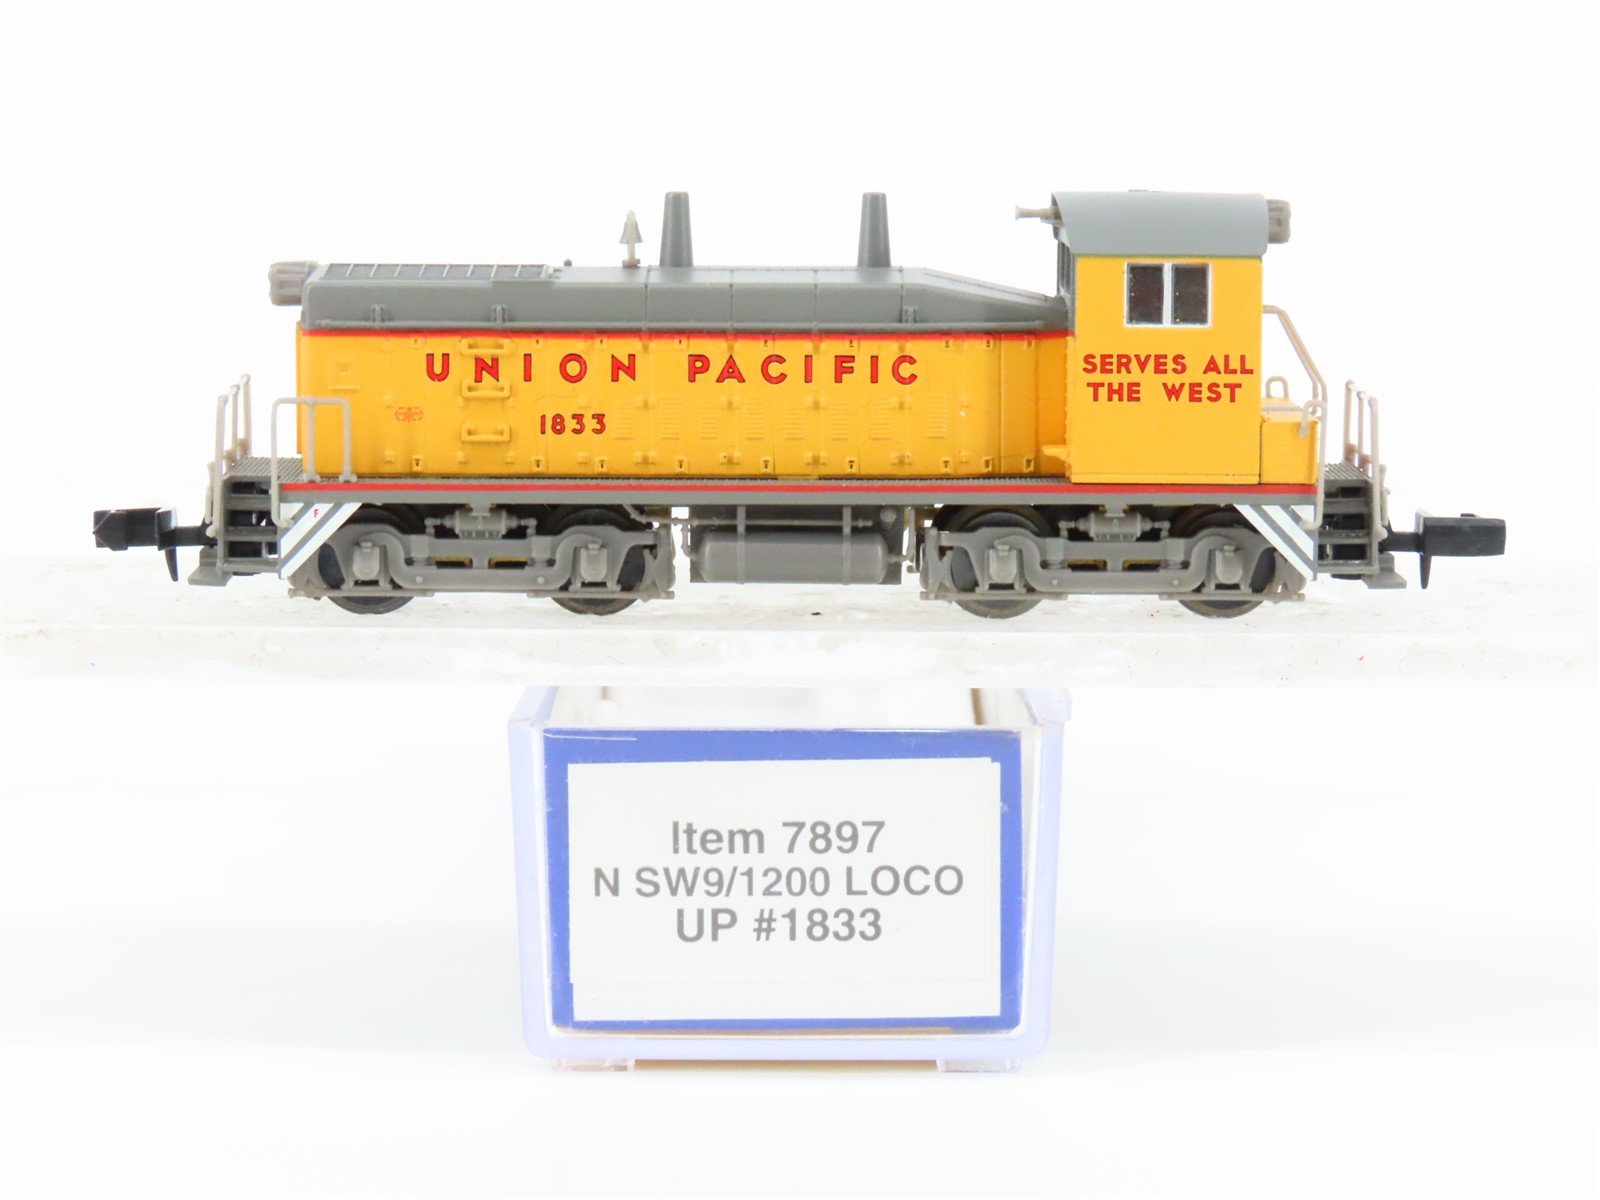 UNION PACIFIC
1833
SERVES ALL
THE WEST
F
Item 7897
N SW9/1200 LOCO
UP #1833